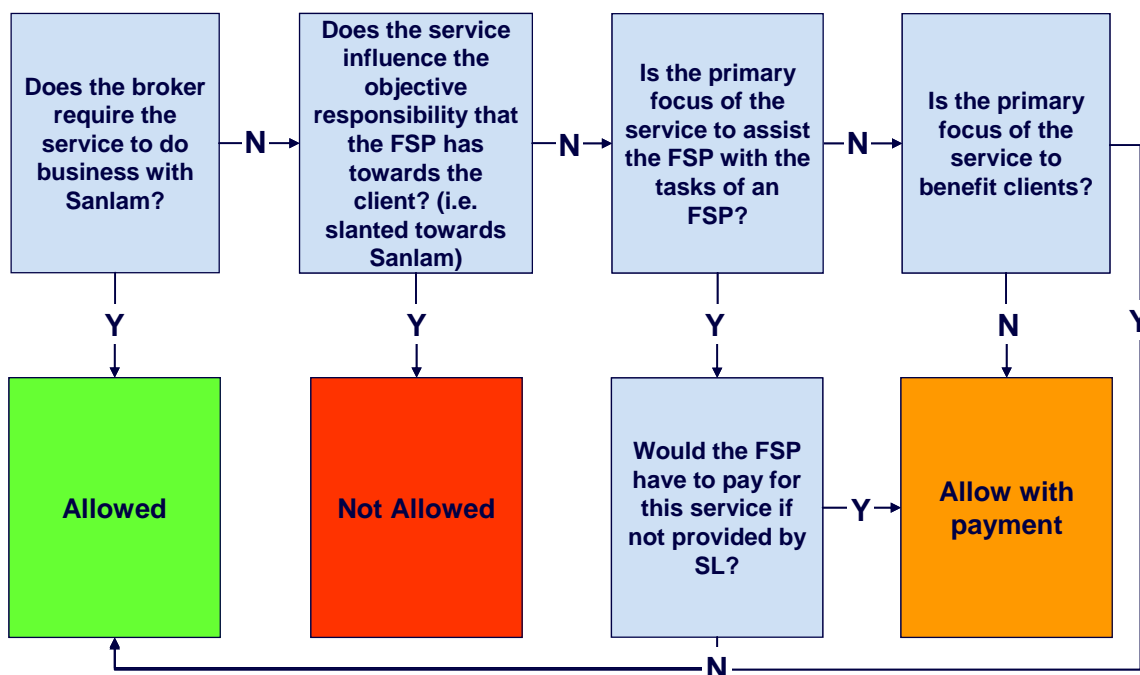 Does the broker
require the
service to do
business with
Sanlam?
N
Does the service
influence the
objective
responsibility that
the FSP has
towards the
client? (i.e.
slanted towards
Sanlam)
N
Is the primary
focus of the
service to assist
the FSP with the
tasks of an
FSP?
N
Is the primary
focus of the
service to
benefit clients?
Y
Y
Y
N
Y
Allowed
Not Allowed
Would the FSP
have to pay for
this service if
not provided by
SL?
Y
Allow with
payment
N